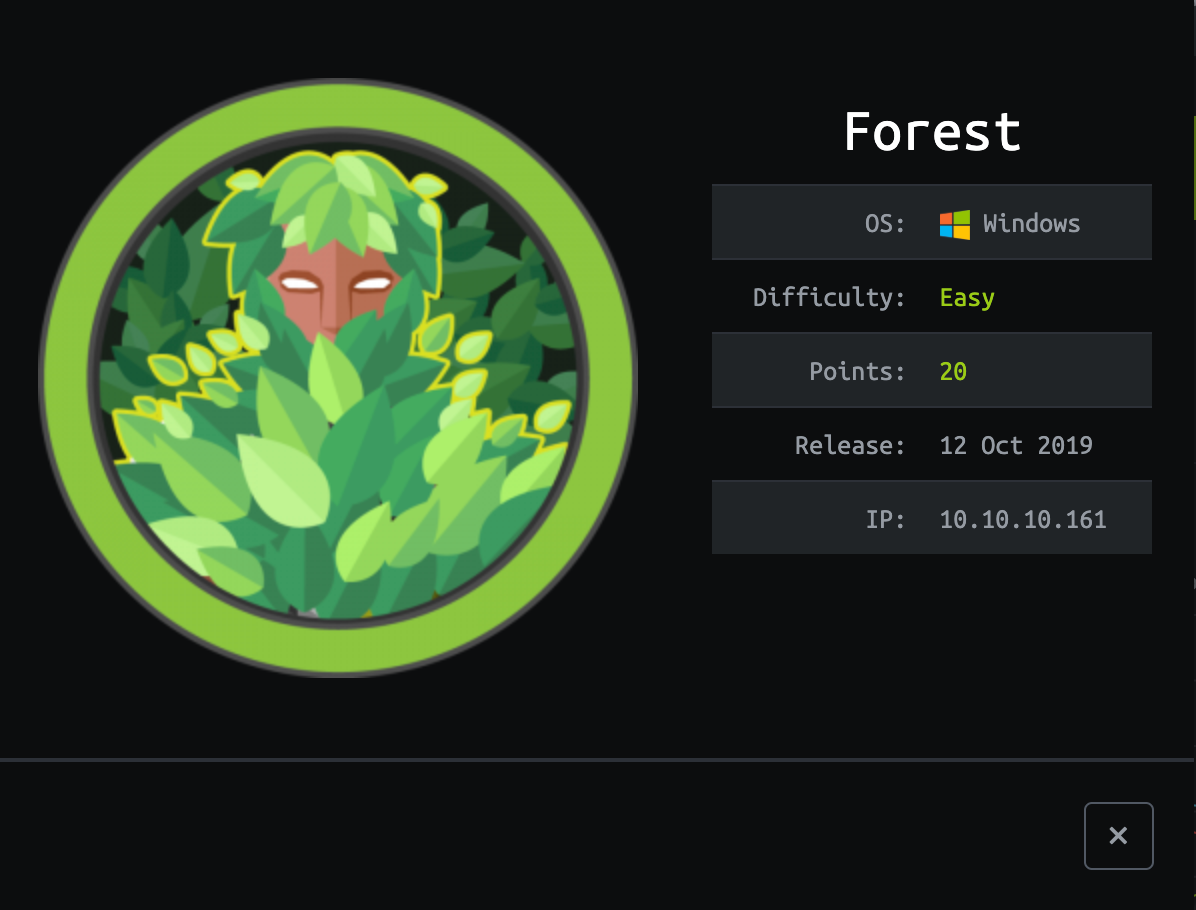 Forest
OS: Windows
Difficulty: Easy
Points: 20
Release: 12 Oct 2019
IP: 10.10.10.161